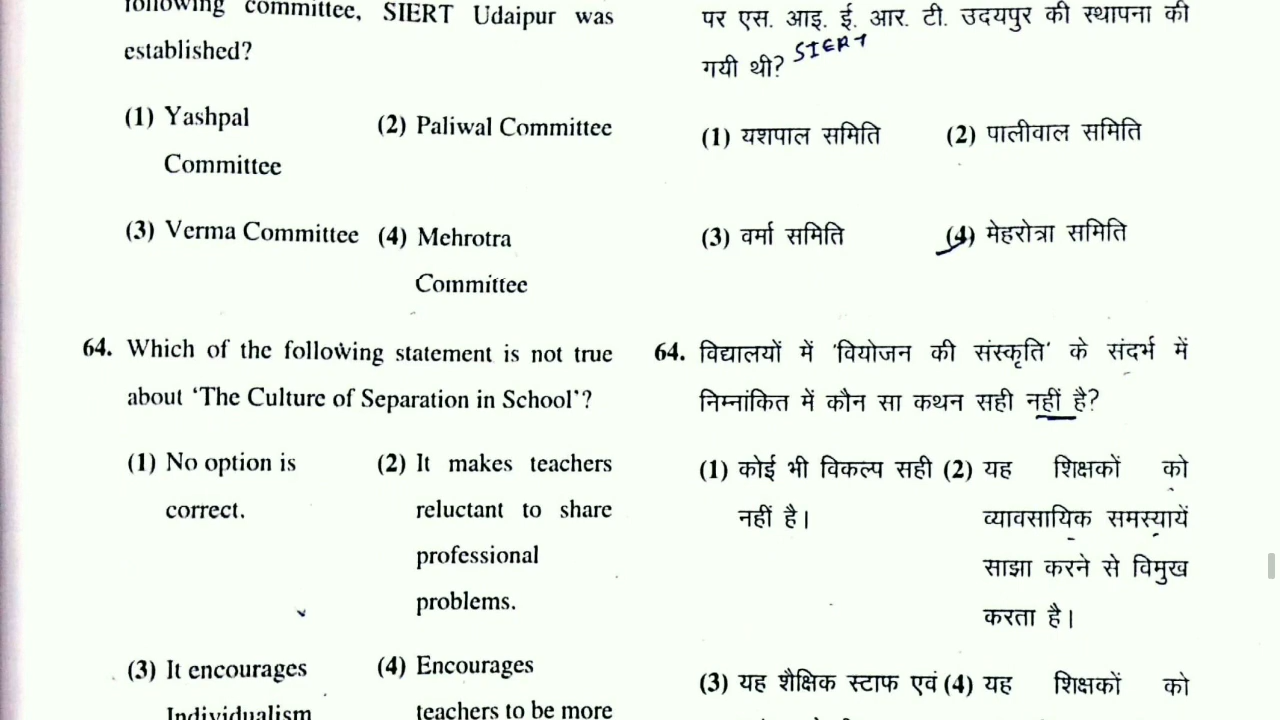 following committee, SIERT Udaipur was
established?
(1) Yashpal
Committee
(2) Paliwal Committee
(3) Verma Committee
(4) Mehrotra
Committee
64. Which of the following statement is not true
about ‘The Culture of Separation in School’?
(1) No option is
correct.
(2) It makes teachers
reluctant to share
professional
problems.
(3) It encourages
Individualism
(4) Encourages
teachers to be more
पर एस. आइ. ई. आर. टी. उदयपुर की स्थापना की
गयी थी? SIERT
(1) यशपाल समिति
(2) पालीवाल समिति
(3) वर्मा समिति
(4) मेहरोत्रा समिति
64. विद्यालयों में 'वियोजन की संस्कृति' के संदर्भ में
निम्नांकित में कौन सा कथन सही नहीं है?
(1) कोई भी विकल्प सही
नहीं है।
(2) यह शिक्षकों को
व्यावसायिक समस्यायें
साझा करने से विमुख
करता है।
(3) यह शैक्षिक स्टाफ एवं
(4) यह शिक्षकों को